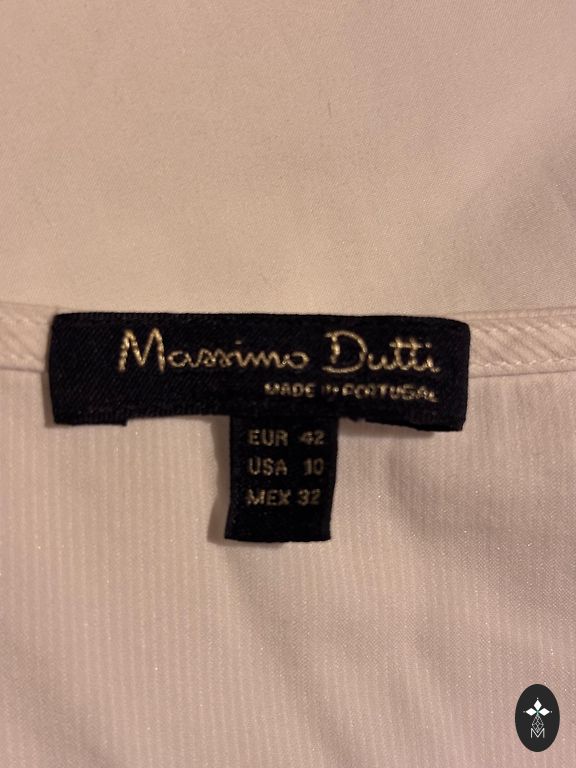 Massimo Dutti
MADE IN PORTUGAL
EUR 42
USA 10
MEX 32
M